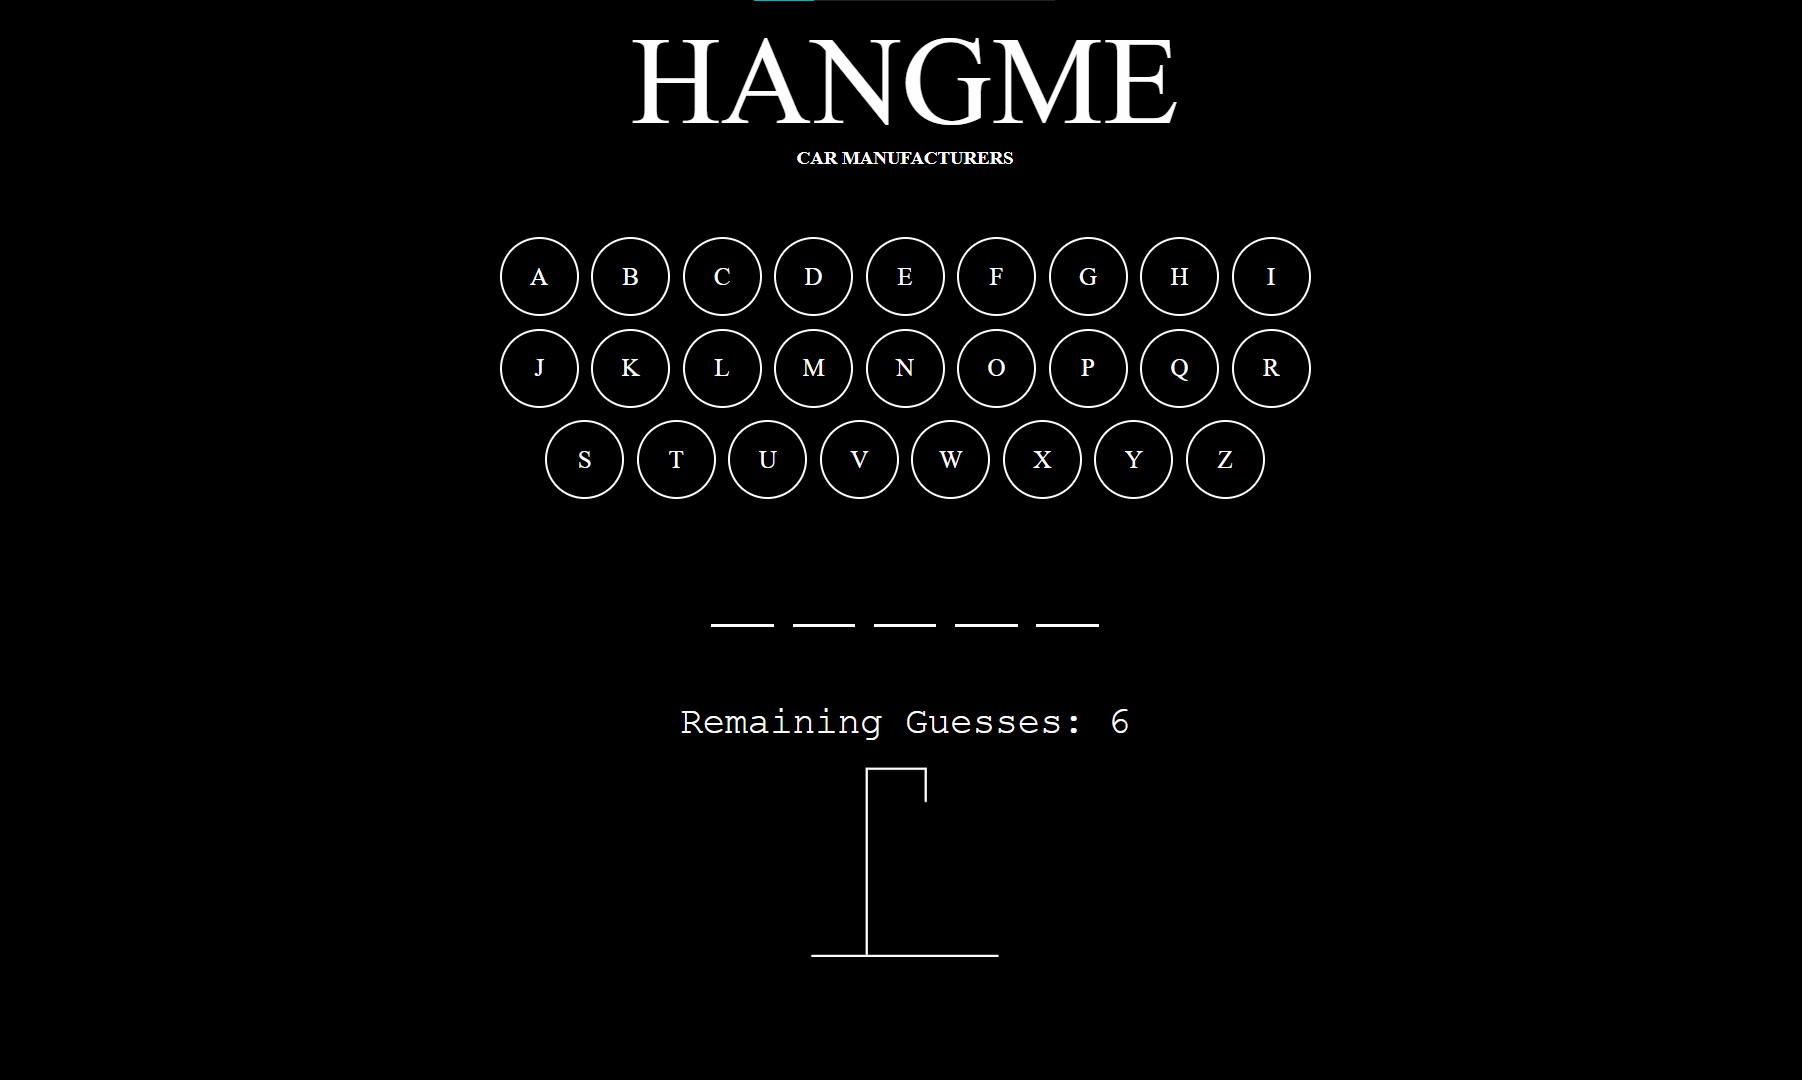 HANGME
CAR MANUFACTURERS
A B C D E F G H I
J K L M N O P Q R
S T U V W X Y Z
Remaining Guesses: 6